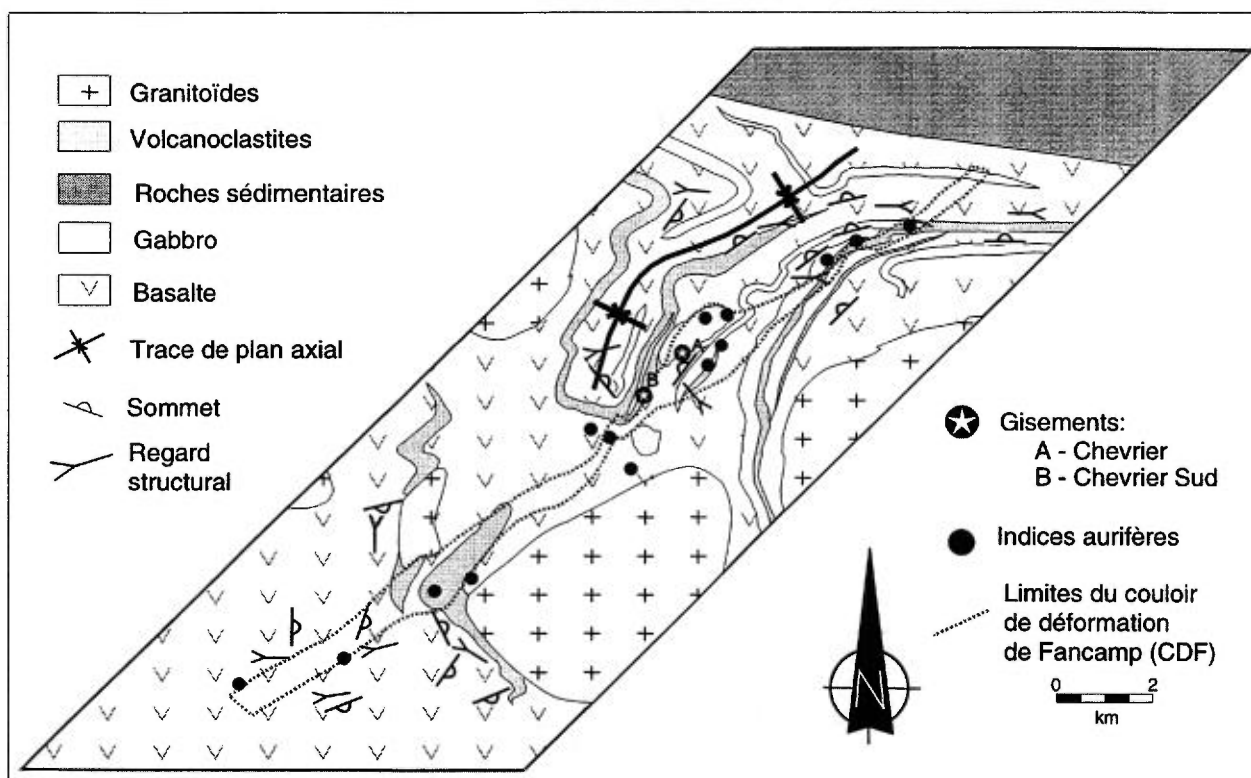 Granitoïdes
Volcanoclastites
Roches sédimentaires
Gabbro
Basalte
Trace de plan axial
Sommet
Regard
structural
A
B
Gisements:
A - Chevrier
B - Chevrier Sud
Indices aurifères
Limites du couloir
de déformation
de Fancamp (CDF)
N
0 2
km